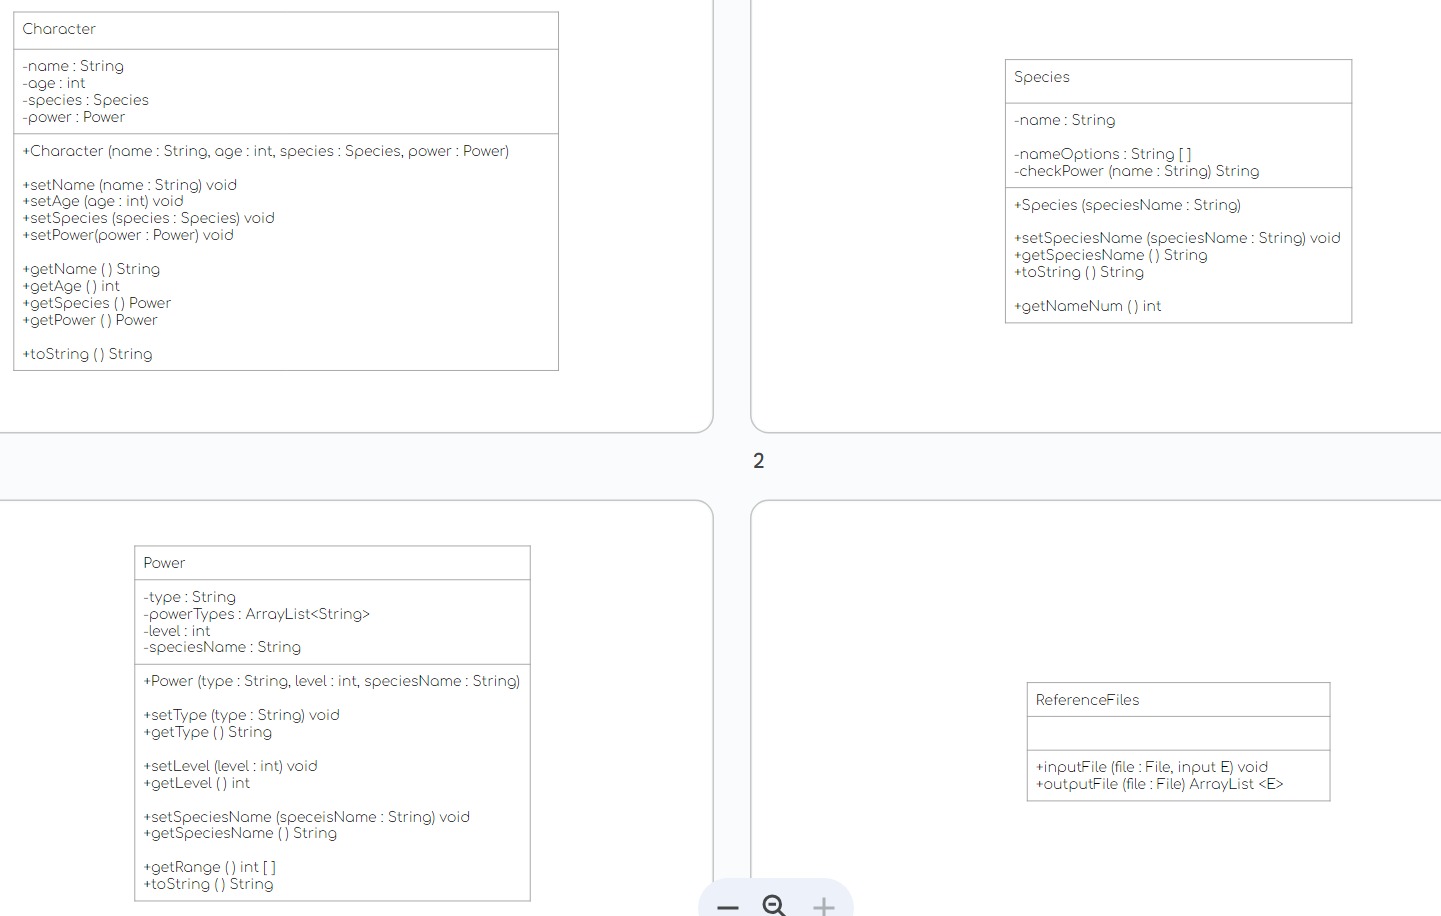 Character
-name : String
-age : int
-species : Species
-power : Power
+Character (name : String, age : int, species : Species, power : Power)
+setName (name : String) void
+setAge (age : int) void
+setSpecies (species : Species) void
+setPower(power : Power) void
+getName ( ) String
+getAge ( ) int
+getSpecies ( ) Power
+getPower ( ) Power
+toString ( ) String
Species
-name : String
-nameOptions : String [ ]
-checkPower (name : String) String
+Species (speciesName : String)
+setSpeciesName (speciesName : String) void
+getSpeciesName ( ) String
+toString ( ) String
+getNameNum ( ) int
2
Power
-type : String
-powerTypes : ArrayList<String>
-level : int
-speciesName : String
+Power (type : String, level : int, speciesName : String)
+setType (type : String) void
+getType ( ) String
+setLevel (level : int) void
+getLevel ( ) int
+setSpeciesName (speceisName : String) void
+getSpeciesName ( ) String
+getRange ( ) int [ ]
+toString ( ) String
ReferenceFiles
+inputFile (file : File, input E) void
+outputFile (file : File) ArrayList <E>